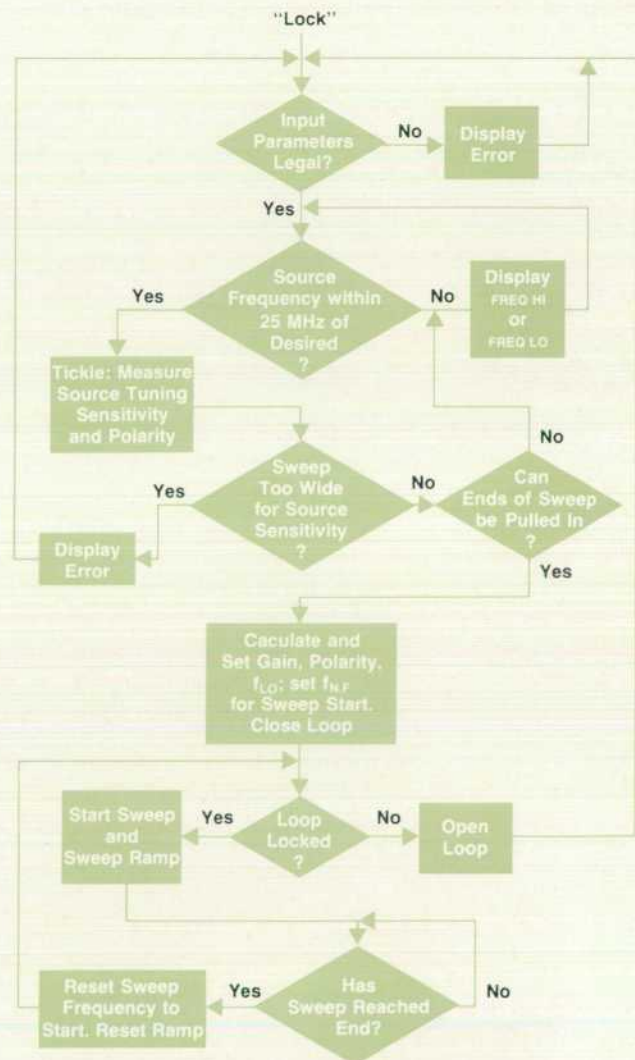 "Lock"
Input
Parameters
Legal?
No
Display
Error
Yes
Source
Frequency within
25 MHz of
Desired
?
Yes
No
Display
FREQ HI
or
FREQ LO
Tickle: Measure
Source Tuning
Sensitivity
and Polarity
Sweep
Too Wide
for Source
Sensitivity
?
Yes
No
Can
Ends of Sweep
be Pulled In
?
No
Yes
Display
Error
Caculate and
Set Gain, Polarity,
fLO; set fN.F
for Sweep Start.
Close Loop
Loop
Locked
?
Yes
No
Start Sweep
and
Sweep Ramp
Open
Loop
Has
Sweep Reached
End?
Yes
No
Reset Sweep
Frequency to
Start. Reset Ramp